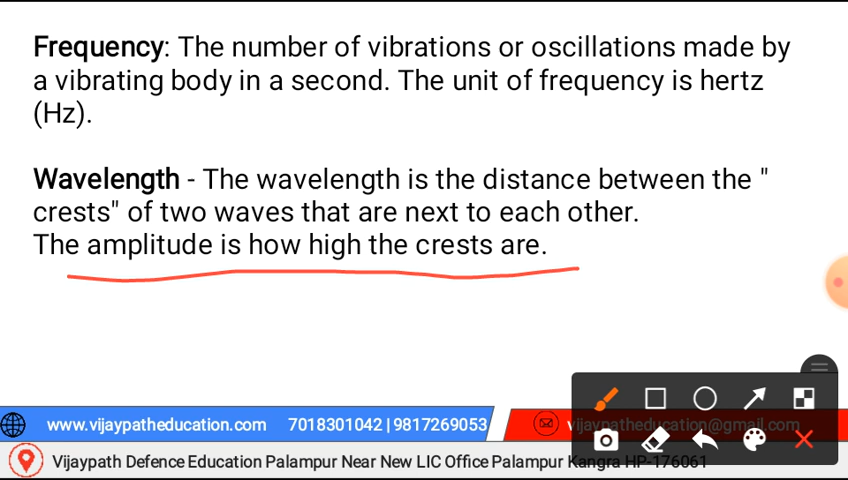 Frequency: The number of vibrations or oscillations made by
a vibrating body in a second. The unit of frequency is hertz
(Hz).
Wavelength - The wavelength is the distance between the "
crests" of two waves that are next to each other.
The amplitude is how high the crests are.
www.vijaypatheducation.com 7018301042 | 9817269053 vijaypatheducation@gmail.com
Vijaypath Defence Education Palampur Near New LIC Office Palampur Kangra HP-176061